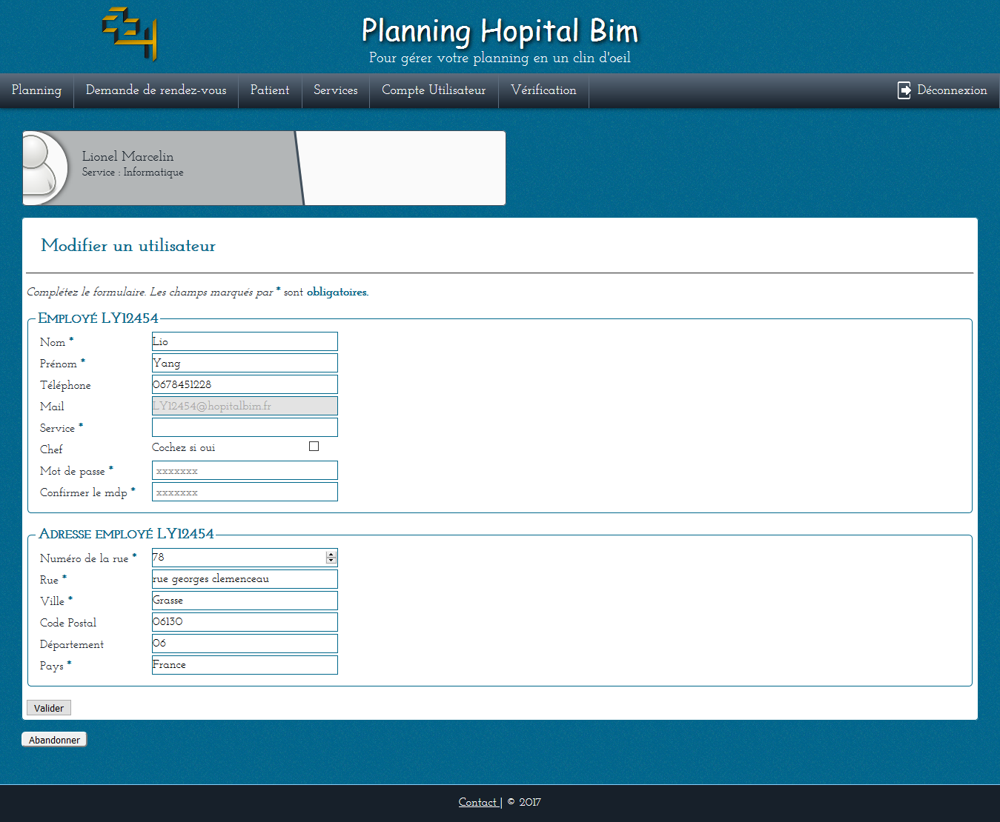 Planning Hopital Bim
Pour gérer votre planning en un clin d'oeil
Planning Demande de rendez-vous Patient Services Compte Utilisateur Vérification Déconnexion
Lionel Marcelin
Service : Informatique
Modifier un utilisateur
Complétez le formulaire. Les champs marqués par * sont obligatoires.
EMPLOYÉ LY12454
Nom * Lio
Prénom * Yang
Téléphone 0678451228
Mail LY12454@hopitalbim.fr
Service *
Chef Cochez si oui
Mot de passe * xxxxxxx
Confirmer le mdp * xxxxxxx
ADRESSE EMPLOYÉ LY12454
Numéro de la rue * 78
Rue * rue georges clemenceau
Ville * Grasse
Code Postal 06130
Département 06
Pays * France
Valider
Abandonner
Contact | © 2017